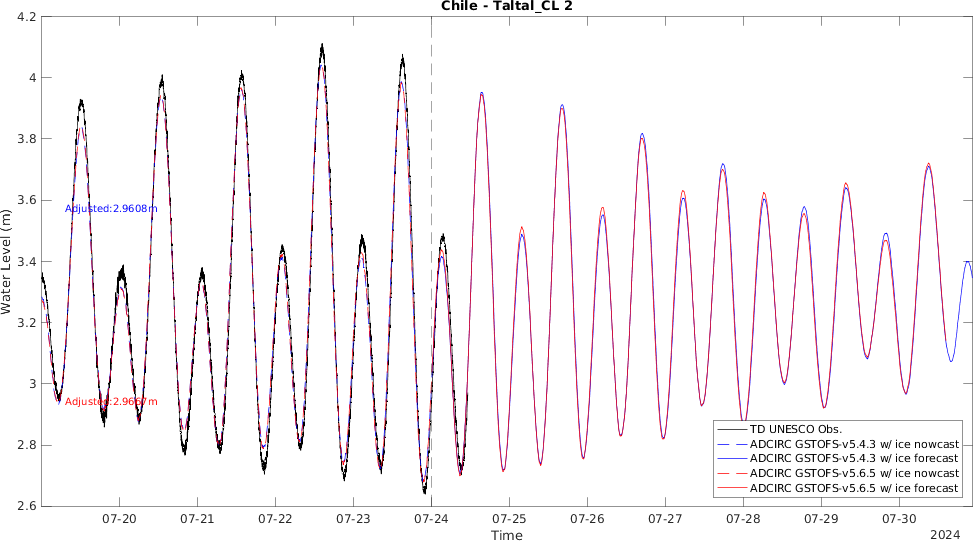 Chile - Taltal_CL 2
4.2
4
3.8
3.6
3.4
3.2
3
2.8
2.6
Water Level (m)
Adjusted:2.9608m
Adjusted:2.9667m
TD UNESCO Obs.
ADCIRC GSTOFS-v5.4.3 w/ ice nowcast
ADCIRC GSTOFS-v5.4.3 w/ ice forecast
ADCIRC GSTOFS-v5.6.5 w/ ice nowcast
ADCIRC GSTOFS-v5.6.5 w/ ice forecast
07-20 07-21 07-22 07-23 07-24 07-25 07-26 07-27 07-28 07-29 07-30
Time
2024